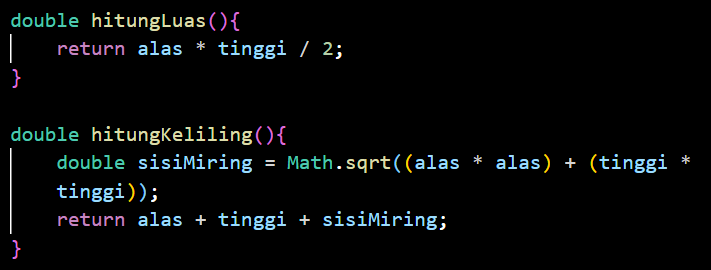 double hitungLuas(){
    return alas * tinggi / 2;
}

double hitungKeliling(){
    double sisiMiring = Math.sqrt((alas * alas) + (tinggi *
    tinggi));
    return alas + tinggi + sisiMiring;
}